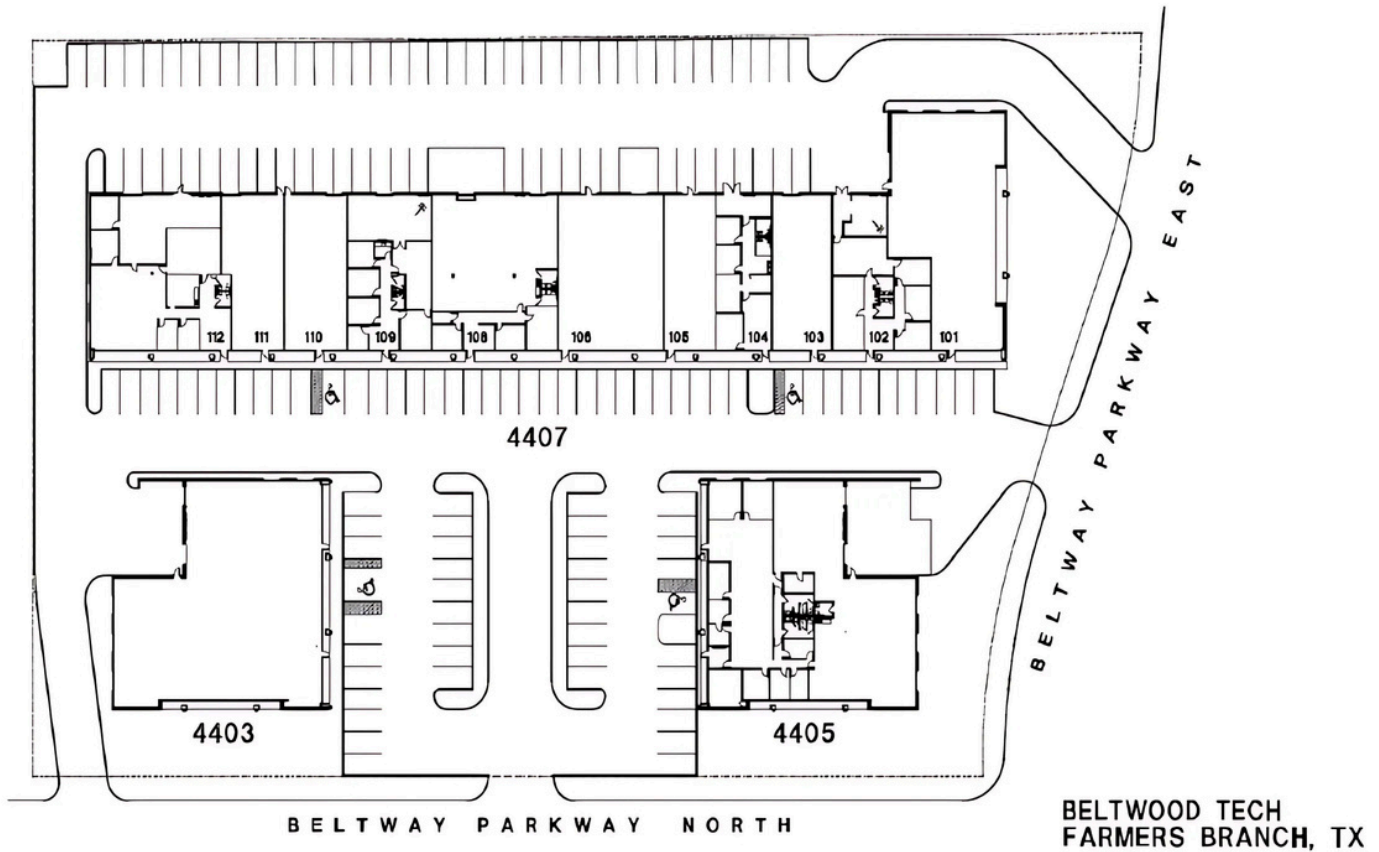 112 111 110 109 108 106 105 104 103 102 101
4407
4403
4405
BELTWAY PARKWAY EAST
BELTWAY PARKWAY NORTH
BELTWOOD TECH
FARMERS BRANCH, TX